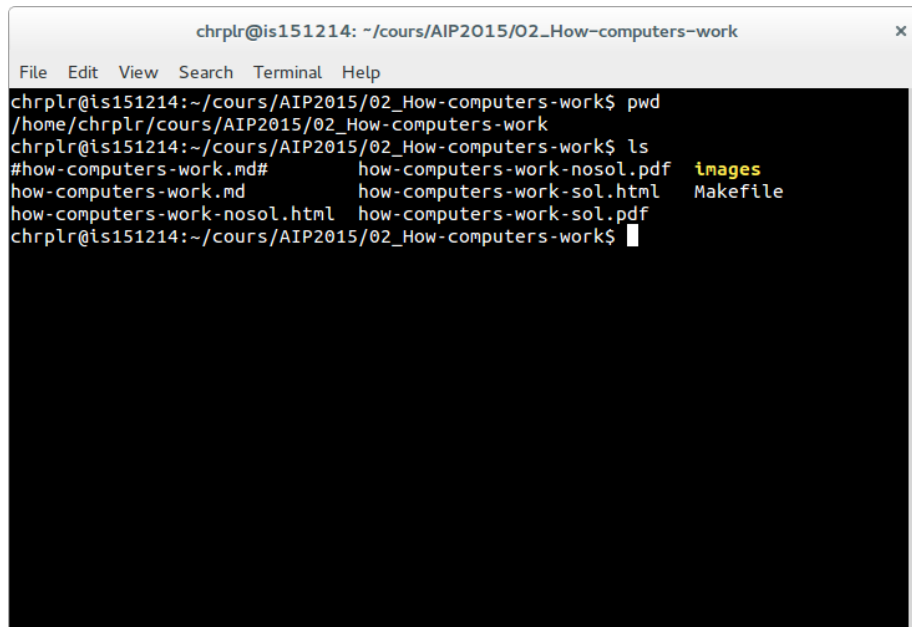 chrplr@is151214: ~/cours/AIP2015/02_How-computers-work ×
File Edit View Search Terminal Help
chrplr@is151214:~/cours/AIP2015/02_How-computers-work$ pwd
/home/chrplr/cours/AIP2015/02_How-computers-work
chrplr@is151214:~/cours/AIP2015/02_How-computers-work$ ls
#how-computers-work.md# how-computers-work-nosol.pdf images
how-computers-work.md how-computers-work-sol.html Makefile
how-computers-work-nosol.html how-computers-work-sol.pdf
chrplr@is151214:~/cours/AIP2015/02_How-computers-work$